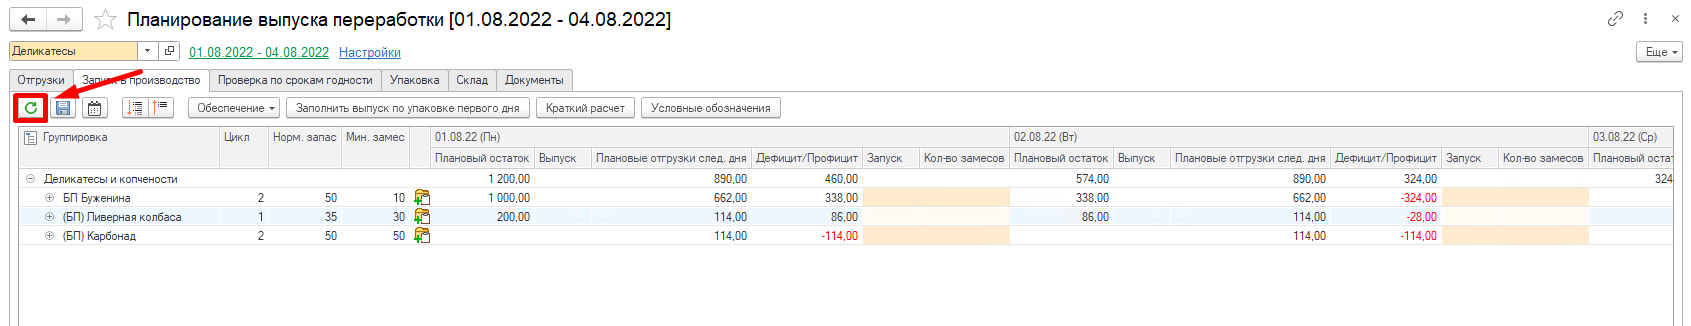 Планирование выпуска переработки [01.08.2022 - 04.08.2022]
Деликатесы 01.08.2022 - 04.08.2022 Настройки Еще
Отгрузки Запуск в производство Проверка по срокам годности Упаковка Склад Документы
Обеспечение Заполнить выпуск по упаковке первого дня Краткий расчет Условные обозначения
Группировка Цикл Норм. запас Мин. замес 01.08.22 (Пн) 02.08.22 (Вт) 03.08.22 (Ср)
Плановый остаток Выпуск Плановые отгрузки след. дня Дефицит/Профицит Запуск Кол-во замесов Плановый остаток Выпуск Плановые отгрузки след. дня Дефицит/Профицит Запуск Кол-во замесов Плановый остат
Деликатесы и копчености 1 200,00 890,00 460,00 574,00 890,00 324,00 324
БП Буженина 2 50 10 1 000,00 662,00 338,00 338,00 662,00 -324,00
(БП) Ливерная колбаса 1 35 30 200,00 114,00 86,00 86,00 114,00 -28,00
(БП) Карбонад 2 50 50 114,00 -114,00 114,00 -114,00